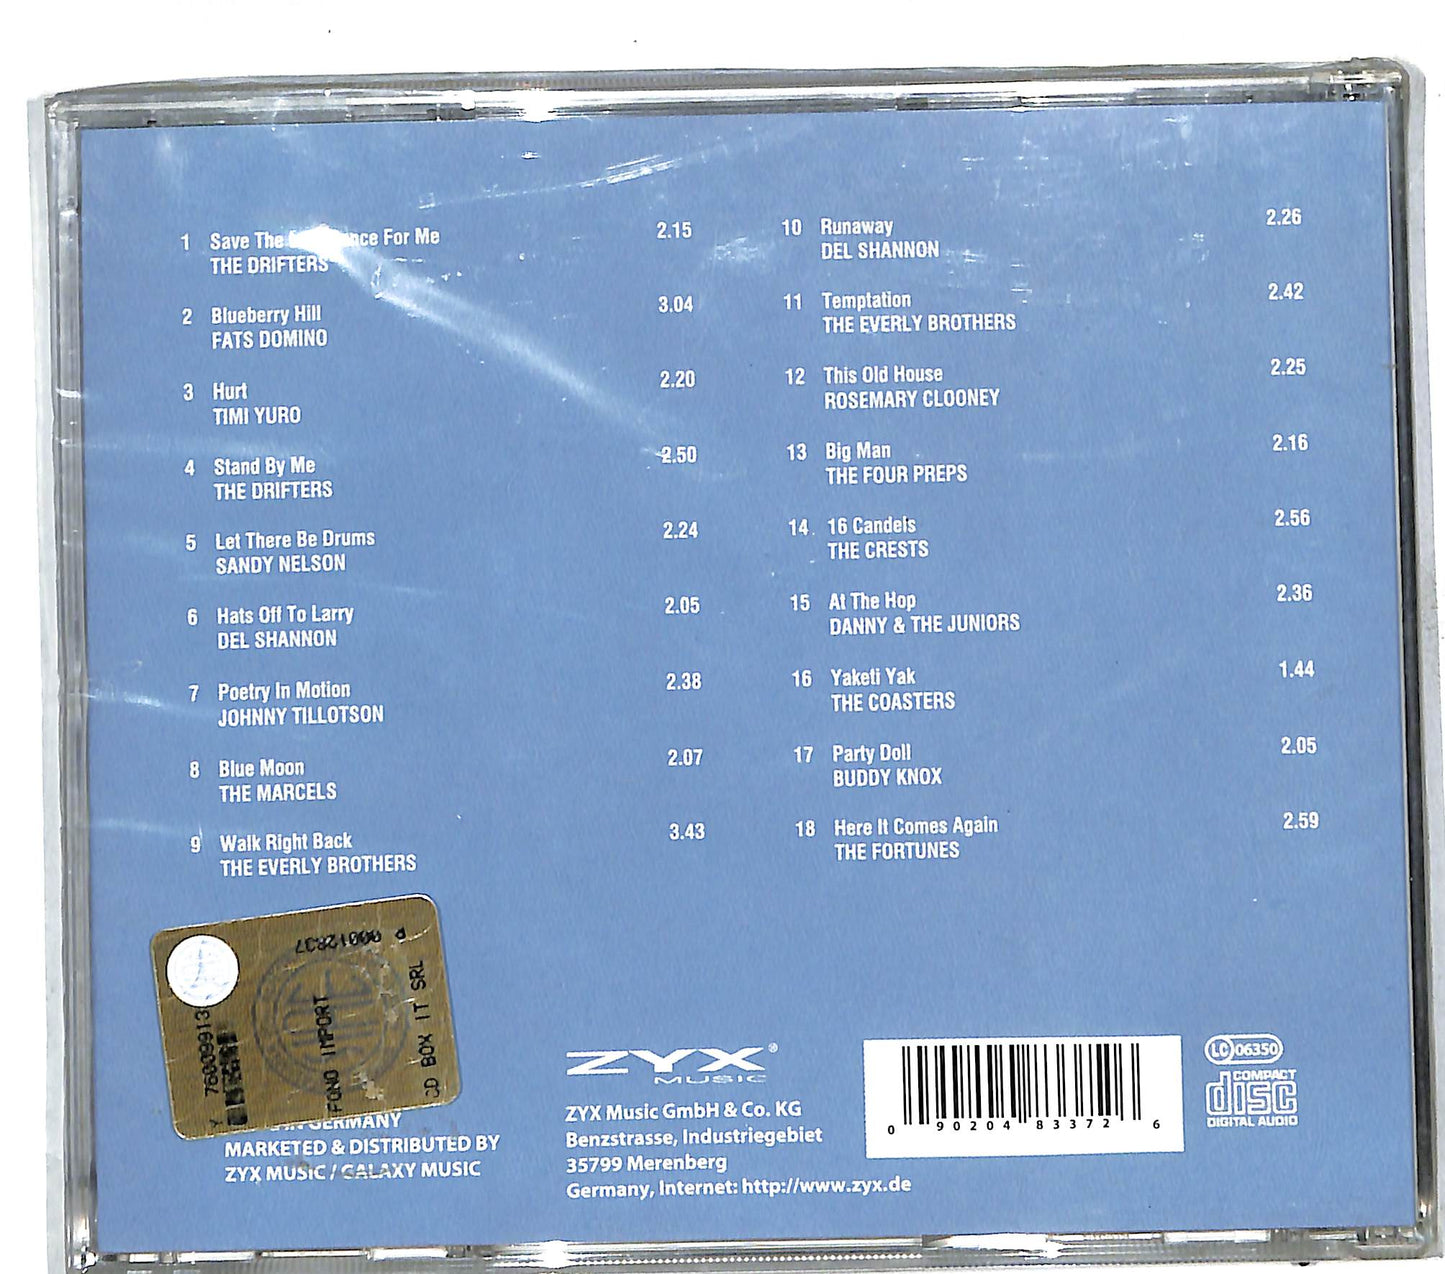 1 Save The For Me 2.15
THE DRIFTERS
2 Blueberry Hill 3.04
FATS DOMINO
3 Hurt 2.20
TIMI YURO
4 Stand By Me 2.50
THE DRIFTERS
5 Let There Be Drums 2.24
SANDY NELSON
6 Hats Off To Larry 2.05
DEL SHANNON
7 Poetry In Motion 2.38
JOHNNY TILLOTSON
8 Blue Moon 2.07
THE MARCELS
9 Walk Right Back 3.43
THE EVERLY BROTHERS
10 Runaway 2.26
DEL SHANNON
11 Temptation 2.42
THE EVERLY BROTHERS
12 This Old House 2.25
ROSEMARY CLOONEY
13 Big Man 2.16
THE FOUR PREPS
14. 16 Candels 2.56
THE CRESTS
15 At The Hop 2.36
DANNY & THE JUNIORS
16 Yaketi Yak 1.44
THE COASTERS
17 Party Doll 2.05
BUDDY KNOX
18 Here It Comes Again 2.59
THE FORTUNES
P 00012837
Y 76009913
FONO IMPORT
CD BOX IT SRL
GERMANY
MARKETED & DISTRIBUTED BY
ZYX MUSIC / GALAXY MUSIC
ZYX®
MUSIC
ZYX Music GmbH & Co. KG
Benzstrasse, Industriegebiet
35799 Merenberg
Germany, Internet: http://www.zyx.de
0 90204 83372 6
LC 06350
COMPACT
disc
DIGITAL AUDIO